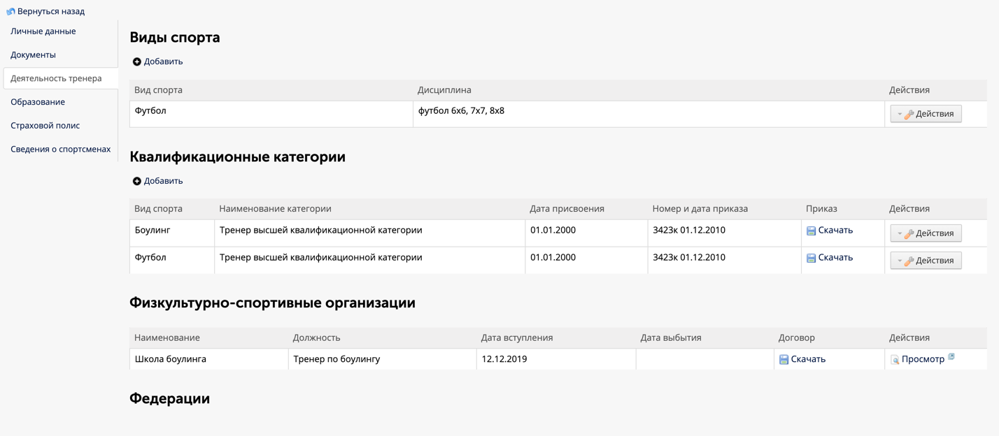 Вернуться назад
Личные данные
Документы
Деятельность тренера
Образование
Страховой полис
Сведения о спортсменах
Виды спорта
Добавить
Вид спорта Дисциплина Действия
Футбол футбол 6x6, 7x7, 8x8 Действия
Квалификационные категории
Добавить
Вид спорта Наименование категории Дата присвоения Номер и дата приказа Приказ Действия
Боулинг Тренер высшей квалификационной категории 01.01.2000 3423к 01.12.2010 Скачать Действия
Футбол Тренер высшей квалификационной категории 01.01.2000 3423к 01.12.2010 Скачать Действия
Физкультурно-спортивные организации
Наименование Должность Дата вступления Дата выбытия Договор Действия
Школа боулинга Тренер по боулингу 12.12.2019 Скачать Просмотр
Федерации